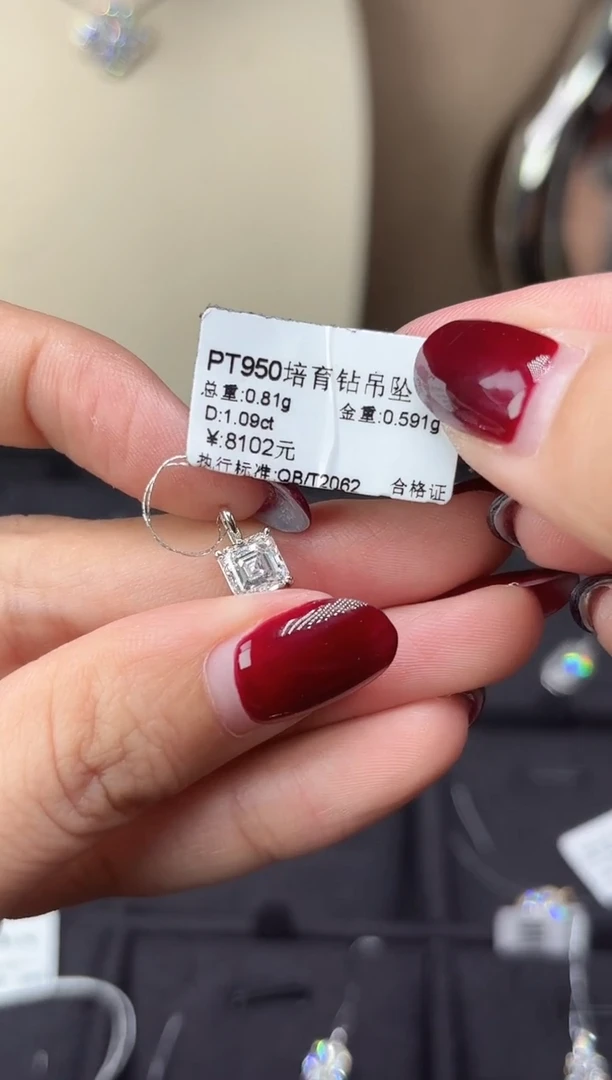 PT950培育钻吊坠
总重:0.81g 金重:0.591g
D:1.09ct
¥:8102元
执行标准:QB/T2062 合格证